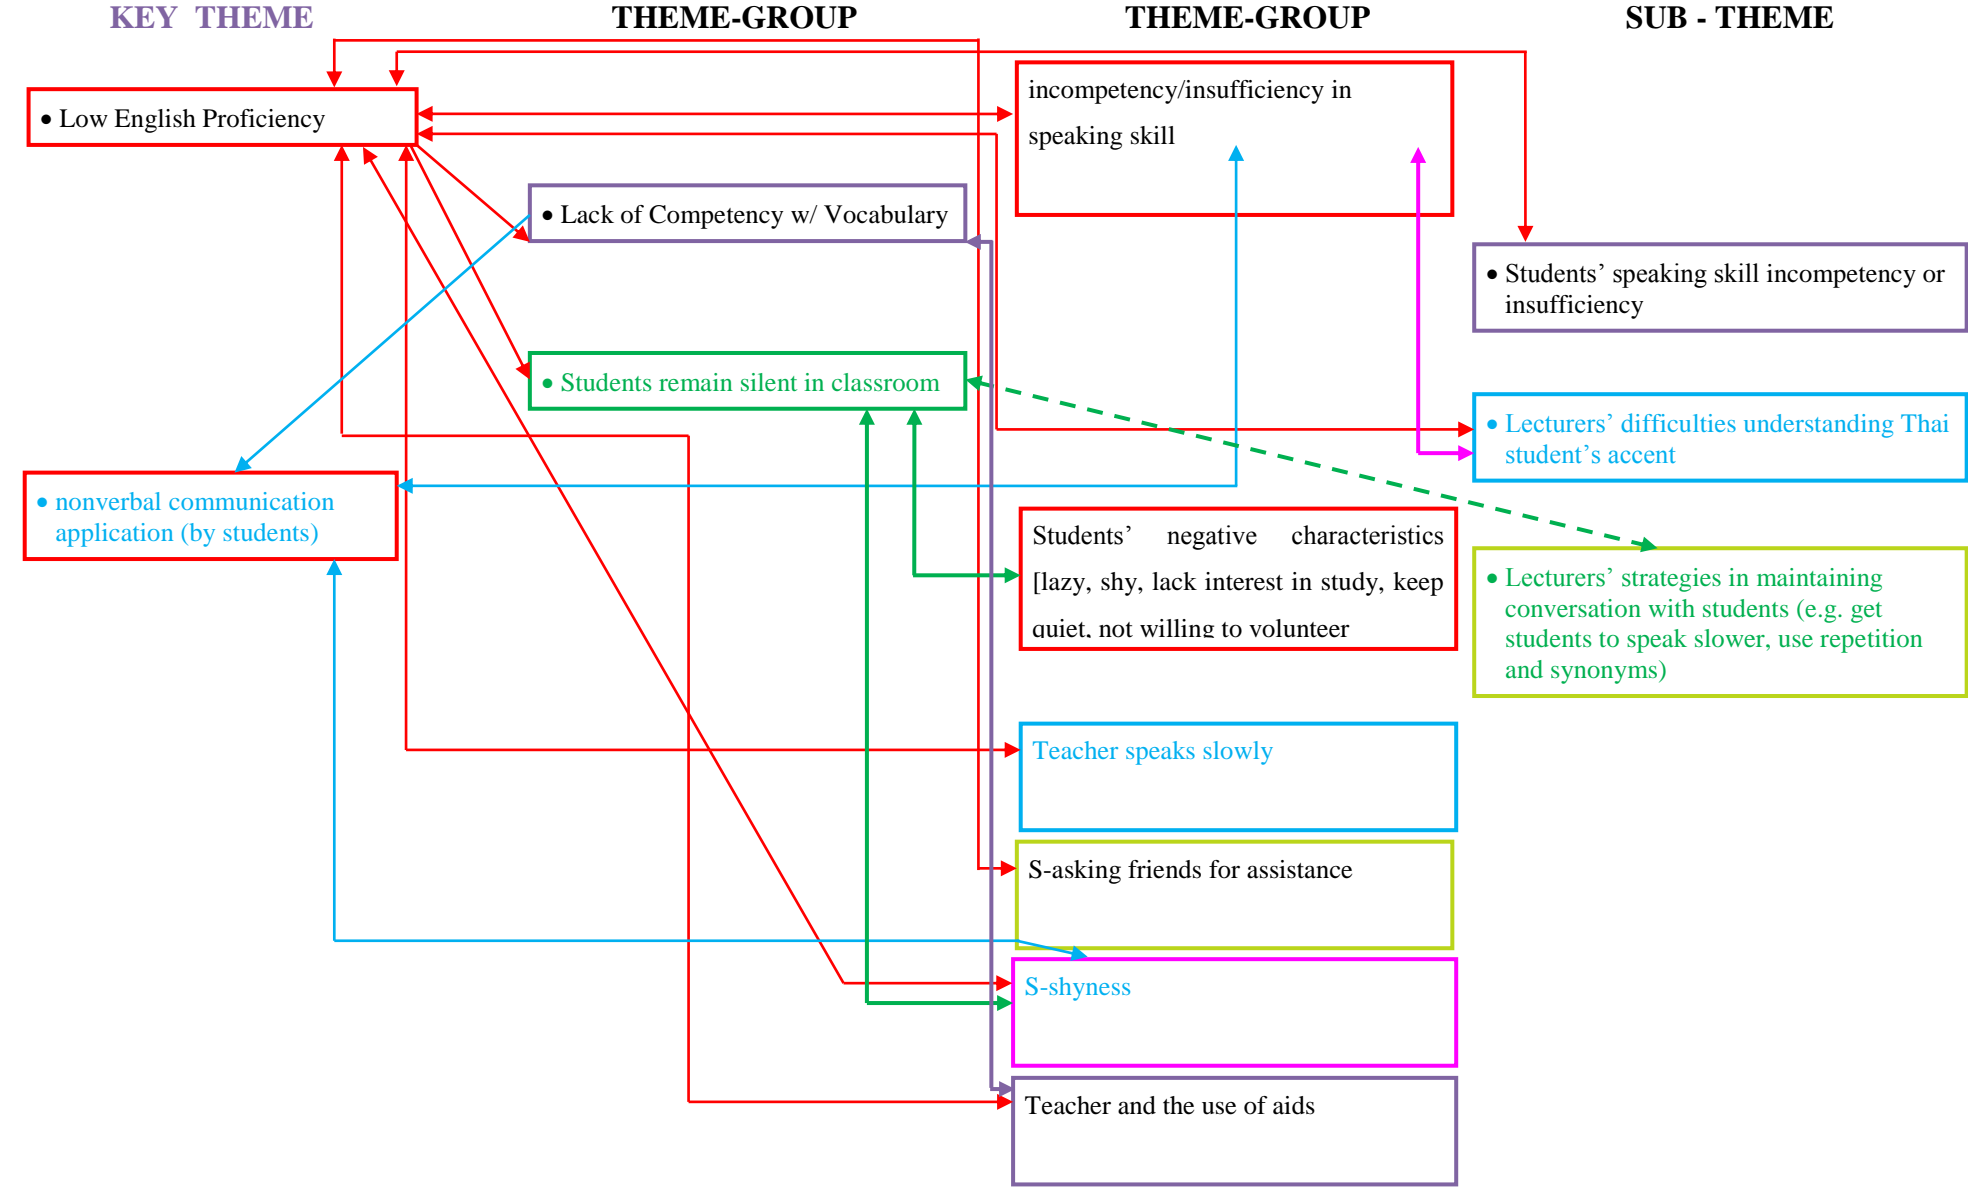 KEY THEME
THEME-GROUP
THEME-GROUP
SUB - THEME
• Low English Proficiency
• nonverbal communication
application (by students)
• Lack of Competency w/ Vocabulary
• Students remain silent in classroom
incompetency/insufficiency in
speaking skill
Students’ negative characteristics
[lazy, shy, lack interest in study, keep
quiet, not willing to volunteer
Teacher speaks slowly
S-asking friends for assistance
S-shyness
Teacher and the use of aids
• Students’ speaking skill incompetency or
insufficiency
• Lecturers’ difficulties understanding Thai
student’s accent
• Lecturers’ strategies in maintaining
conversation with students (e.g. get
students to speak slower, use repetition
and synonyms)